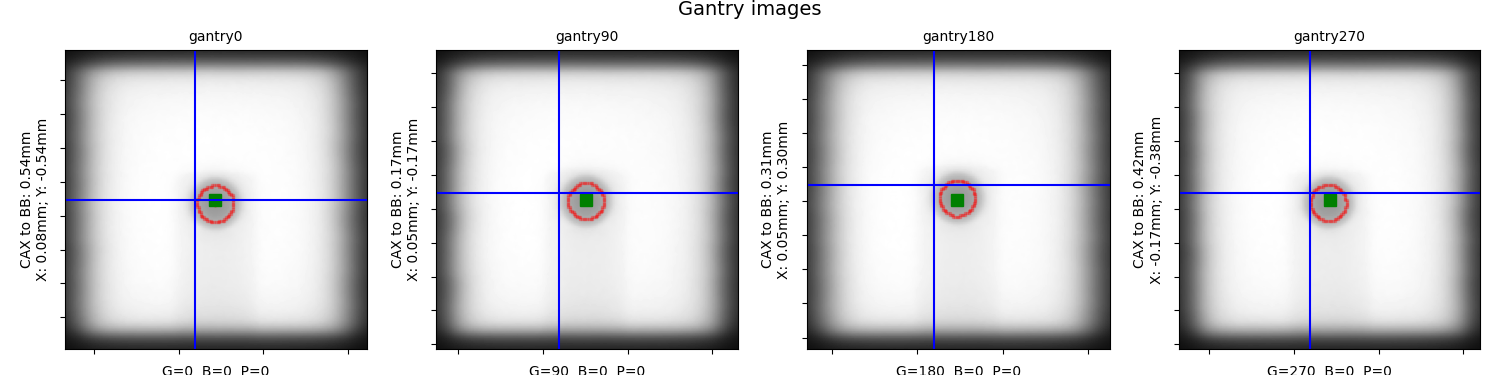 Gantry images
gantry0
CAX to BB: 0.54mm
X: 0.08mm; Y: -0.54mm
G=0, B=0, P=0
gantry90
CAX to BB: 0.17mm
X: 0.05mm; Y: -0.17mm
G=90, B=0, P=0
gantry180
CAX to BB: 0.31mm
X: 0.05mm; Y: 0.30mm
G=180, B=0, P=0
gantry270
CAX to BB: 0.42mm
X: -0.17mm; Y: -0.38mm
G=270, B=0, P=0